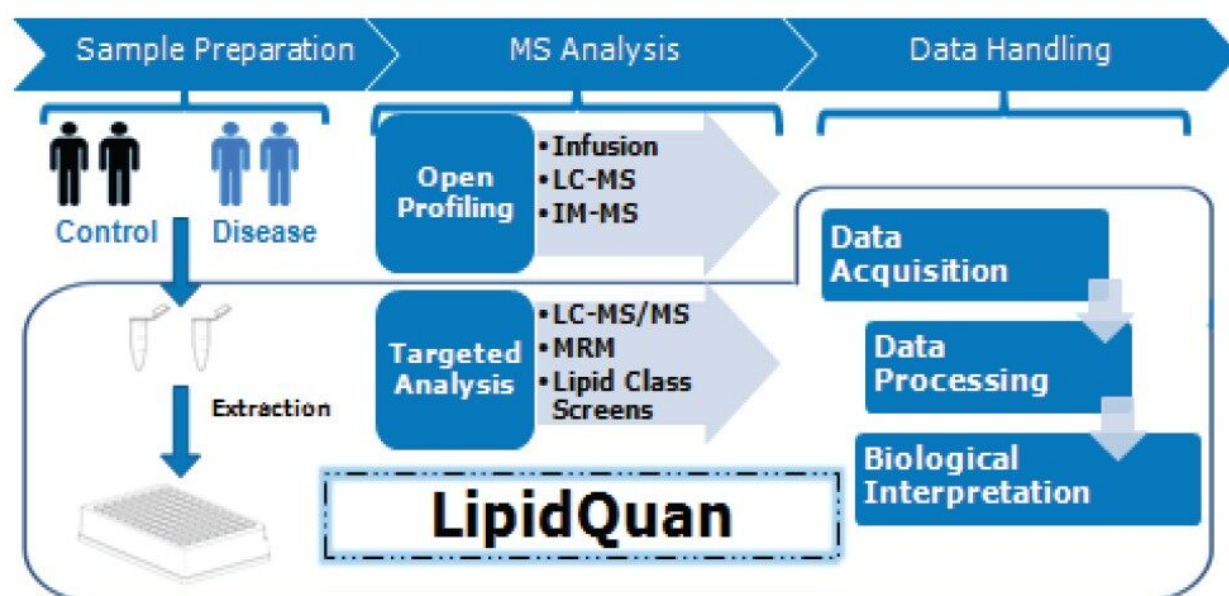 Sample Preparation
MS Analysis
Data Handling
Control
Disease
Extraction
Open
Profiling
•Infusion
•LC-MS
•IM-MS
Targeted
Analysis
•LC-MS/MS
•MRM
•Lipid Class
Screens
LipidQuan
Data
Acquisition
Data
Processing
Biological
Interpretation